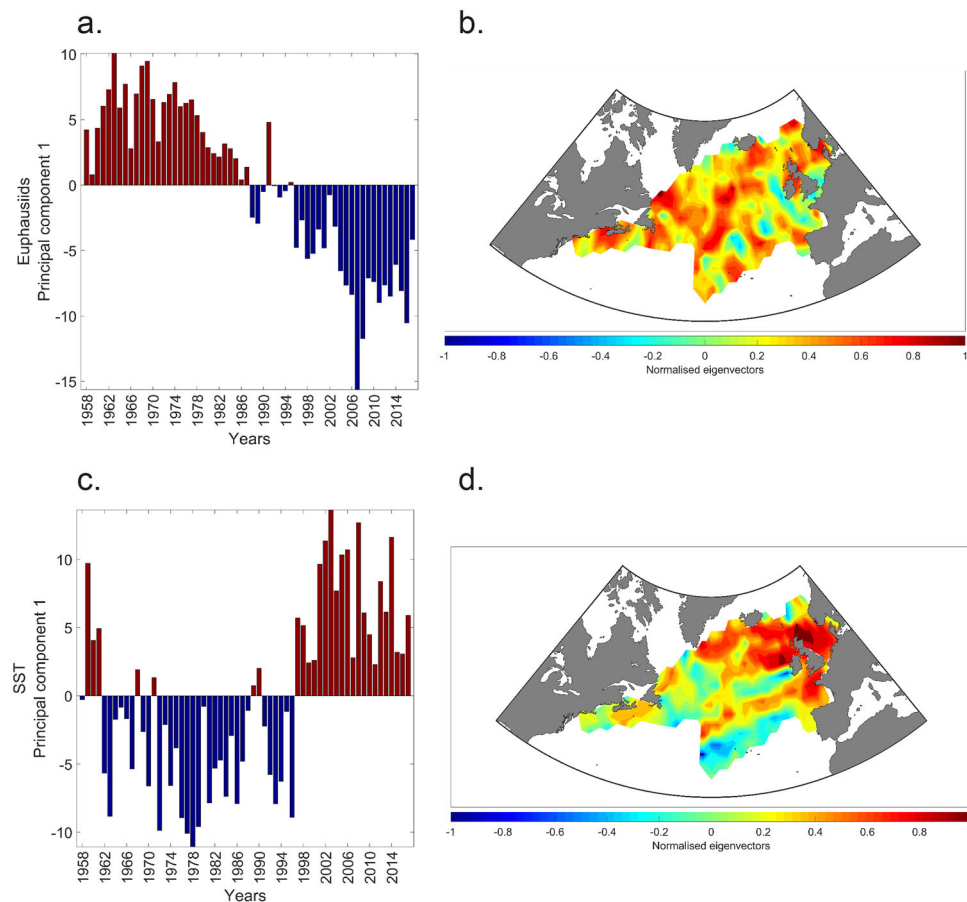 a.
Euphausiids
Principal component 1
10
5
0
-5
-10
-15
1958
1962
1966
1970
1974
1978
1982
1986
1990
1994
1998
2002
2006
2010
2014
Years
b.
-1 -0.8 -0.6 -0.4 -0.2 0 0.2 0.4 0.6 0.8 1
Normalised eigenvectors
c.
SST
Principal component 1
10
5
0
-5
-10
1958
1962
1966
1970
1974
1978
1982
1986
1990
1994
1998
2002
2006
2010
2014
Years
d.
-1 -0.8 -0.6 -0.4 -0.2 0 0.2 0.4 0.6 0.8
Normalised eigenvectors